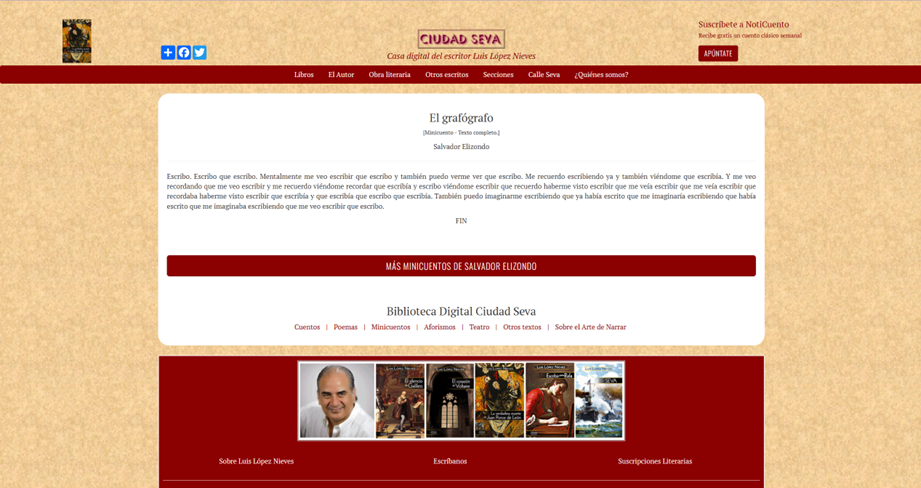 Suscríbete a NotiCuento
Recibe gratis un cuento clásico semanal
APÚNTATE
CIUDAD SEVA
Casa digital del escritor Luis López Nieves
Libros El Autor Obra literaria Otros escritos Secciones Calle Seva ¿Quiénes somos?
El grafógrafo
[Minicuento - Texto completo.]
Salvador Elizondo
Escribo. Escribo que escribo. Mentalmente me veo escribir que escribo y también puedo verme ver que escribo. Me recuerdo escribiendo ya y también viéndome que escribía. Y me veo
recordando que me veo escribir y me recuerdo viéndome recordar que escribía y escribo viéndome escribir que recuerdo haberme visto escribir que me veía escribir que me veía escribir que
recordaba haberme visto escribir que escribía y que escribía que escribo que escribía. También puedo imaginarme escribiendo que ya había escrito que me imaginaría escribiendo que había
escrito que me imaginaba escribiendo que me veo escribir que escribo.
FIN
MÁS MINICUENTOS DE SALVADOR ELIZONDO
Biblioteca Digital Ciudad Seva
Cuentos | Poemas | Minicuentos | Aforismos | Teatro | Otros textos | Sobre el Arte de Narrar
Sobre Luis López Nieves Escríbanos Suscripciones Literarias